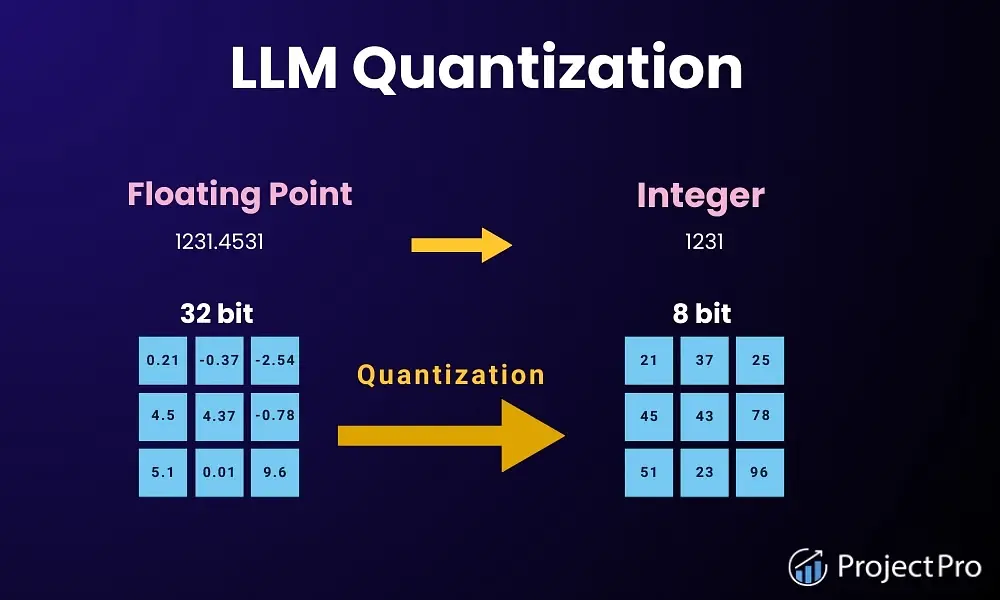 LLM Quantization
Floating Point
Integer
1231.4531
1231
32 bit
8 bit
0.21 -0.37 -2.54
21 37 25
Quantization
4.5 4.37 -0.78
45 43 78
5.1 0.01 9.6
51 23 96
ProjectPro